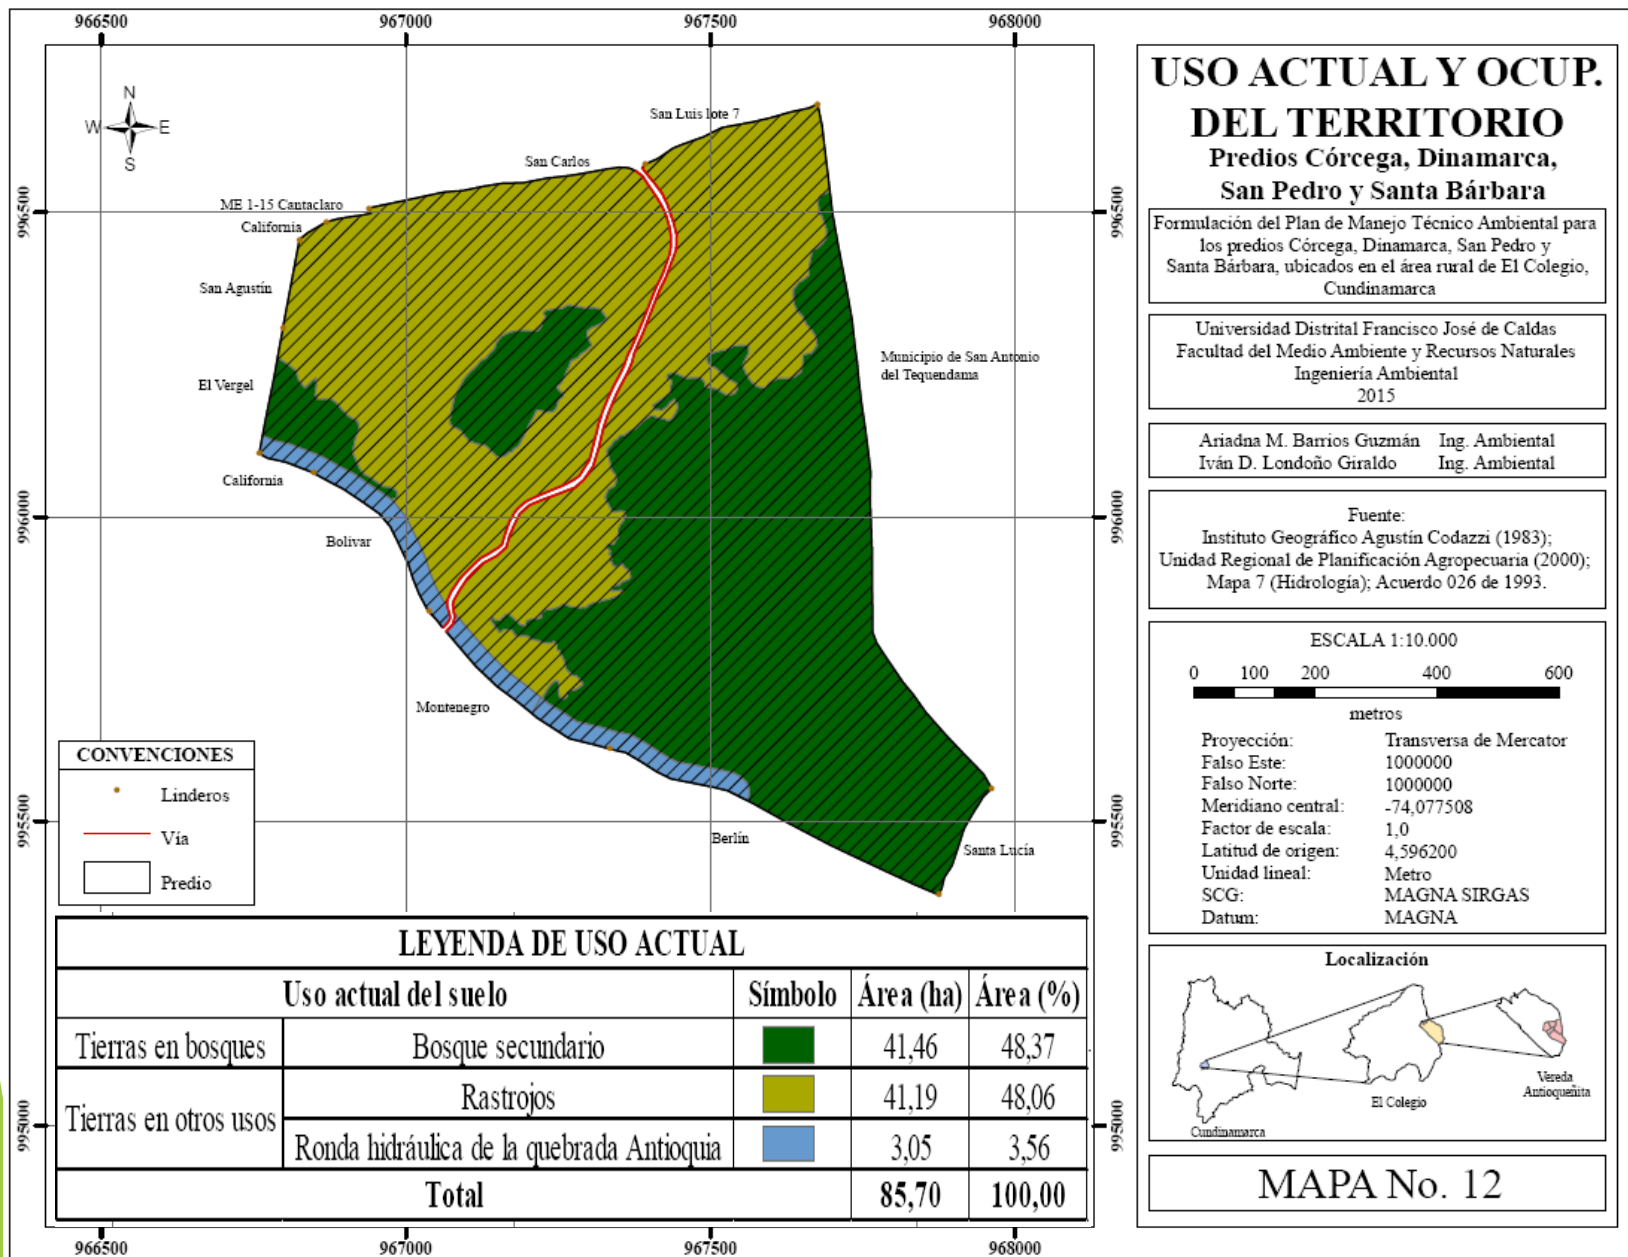 966500 967000 967500 968000
N
W E
S
San Luis lote 7
San Carlos
ME 1-15 Cantaclaro
California
San Agustín
El Vergel
California
Bolivar
Montenegro
Berlín
Santa Lucía
Municipio de San Antonio
del Tequendama
996500 996500
996000 996000
995500 995500
995000 995000
CONVENCIONES
Linderos
Vía
Predio
LEYENDA DE USO ACTUAL
Uso actual del suelo Símbolo Área (ha) Área (%)
Tierras en bosques Bosque secundario 41,46 48,37
Tierras en otros usos
Rastrojos 41,19 48,06
Ronda hidráulica de la quebrada Antioquia 3,05 3,56
Total 85,70 100,00
966500 967000 967500 968000
USO ACTUAL Y OCUP.
DEL TERRITORIO
Predios Córcega, Dinamarca,
San Pedro y Santa Bárbara
Formulación del Plan de Manejo Técnico Ambiental para
los predios Córcega, Dinamarca, San Pedro y
Santa Bárbara, ubicados en el área rural de El Colegio,
Cundinamarca
Universidad Distrital Francisco José de Caldas
Facultad del Medio Ambiente y Recursos Naturales
Ingeniería Ambiental
2015
Ariadna M. Barrios Guzmán Ing. Ambiental
Iván D. Londoño Giraldo Ing. Ambiental
Fuente:
Instituto Geográfico Agustín Codazzi (1983);
Unidad Regional de Planificación Agropecuaria (2000);
Mapa 7 (Hidrología); Acuerdo 026 de 1993.
ESCALA 1:10.000
0 100 200 400 600
metros
Proyección: Transversa de Mercator
Falso Este: 1000000
Falso Norte: 1000000
Meridiano central: -74,077508
Factor de escala: 1,0
Latitud de origen: 4,596200
Unidad lineal: Metro
SCG: MAGNA SIRGAS
Datum: MAGNA
Localización
Cundinamarca
El Colegio
Vereda
Antioqueñita
MAPA No. 12